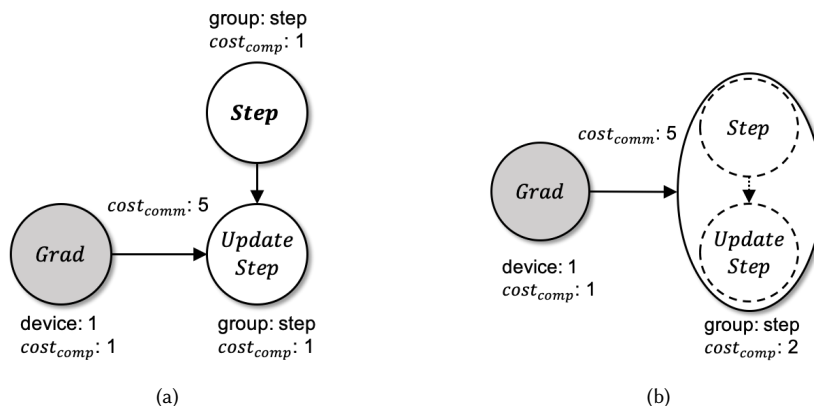 group: step
cost_comp: 1
Step
cost_comm: 5
Grad
Update
Step
device: 1
cost_comp: 1
group: step
cost_comp: 1
(a)
Step
cost_comm: 5
Grad
Update
Step
device: 1
cost_comp: 1
group: step
cost_comp: 2
(b)